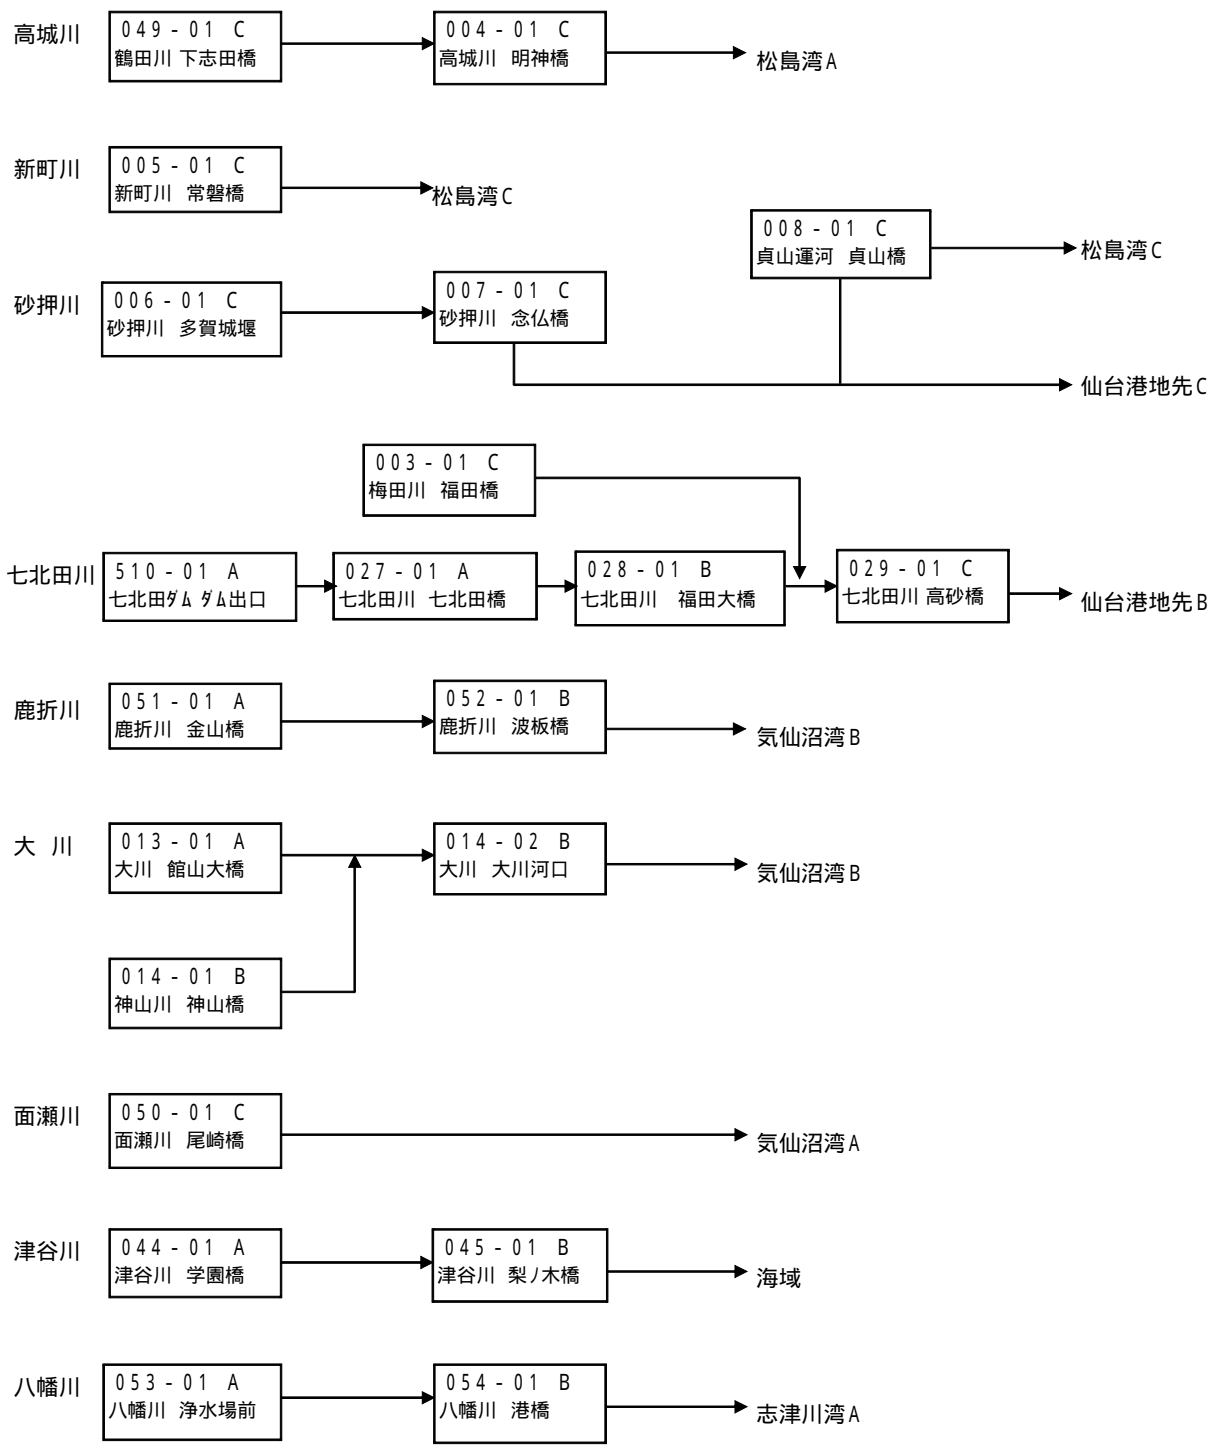 高城川
049-01 C
鶴田川 下志田橋
004-01 C
高城川 明神橋
松島湾A
新町川
005-01 C
新町川 常磐橋
松島湾C
008-01 C
貞山運河 貞山橋
松島湾C
砂押川
006-01 C
砂押川 多賀城堰
007-01 C
砂押川 念仏橋
仙台港地先C
003-01 C
梅田川 福田橋
七北田川
510-01 A
七北田ダム ダム出口
027-01 A
七北田川 七北田橋
028-01 B
七北田川 福田大橋
029-01 C
七北田川 高砂橋
仙台港地先B
鹿折川
051-01 A
鹿折川 金山橋
052-01 B
鹿折川 波板橋
気仙沼湾B
大 川
013-01 A
大川 館山大橋
014-02 B
大川 大川河口
気仙沼湾B
014-01 B
神山川 神山橋
面瀬川
050-01 C
面瀬川 尾崎橋
気仙沼湾A
津谷川
044-01 A
津谷川 学園橋
045-01 B
津谷川 梨ノ木橋
海域
八幡川
053-01 A
八幡川 浄水場前
054-01 B
八幡川 港橋
志津川湾A